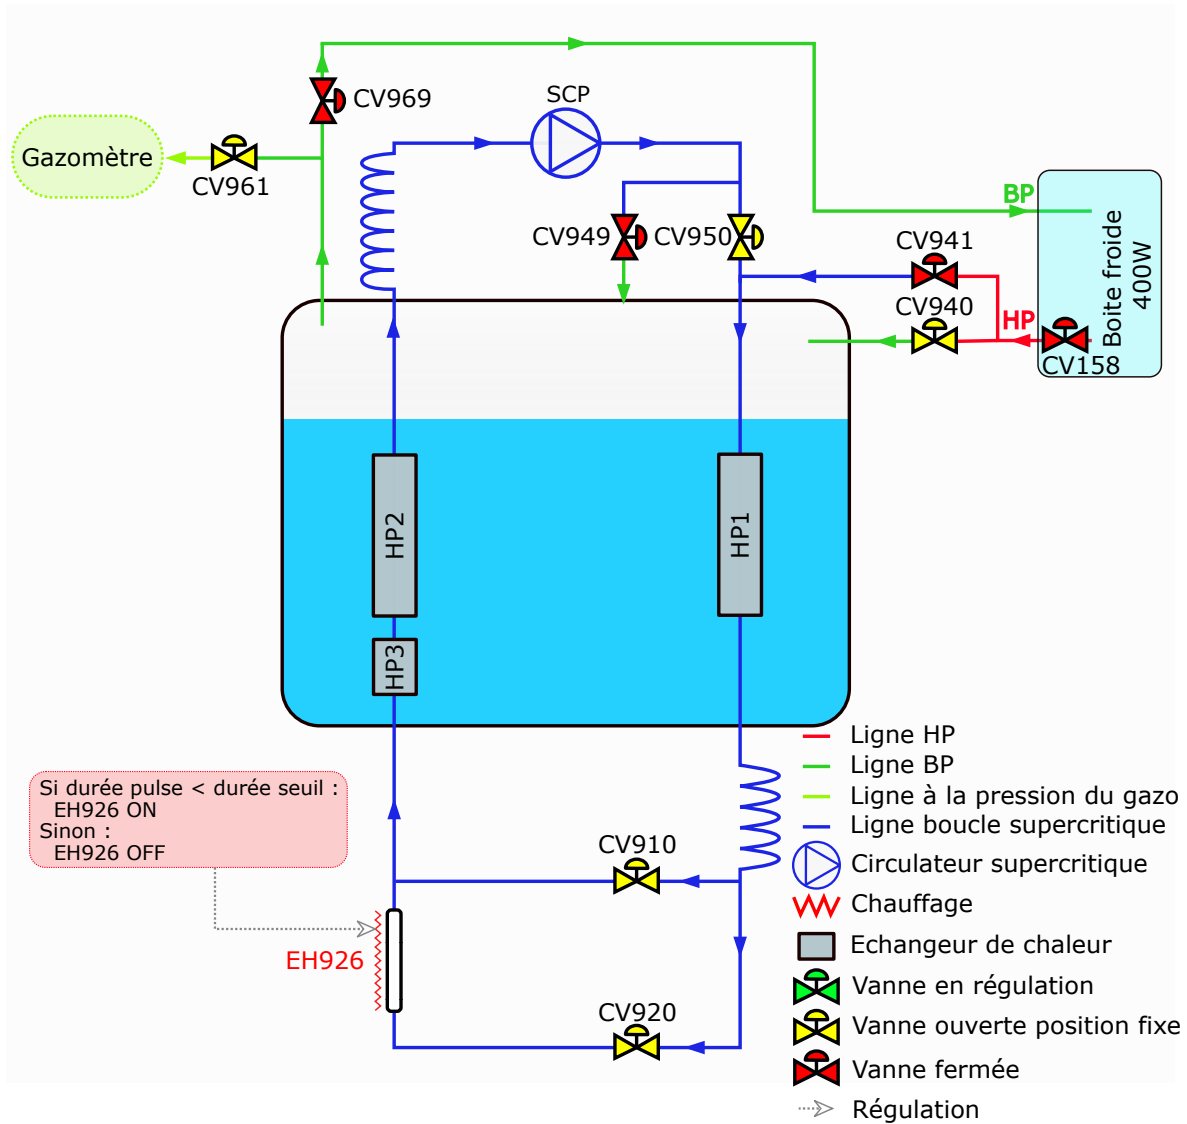 SCP
CV969
Gazomètre
CV961
BP
CV949
CV950
CV941
CV940
HP
Boite froide
400W
CV158
HP2
HP1
HP3
Ligne HP
Ligne BP
Ligne à la pression du gazo
Ligne boucle supercritique
Si durée pulse < durée seuil :
EH926 ON
Sinon :
EH926 OFF
CV910
Circulateur supercritique
Chauffage
EH926
Echangeur de chaleur
Vanne en régulation
CV920
Vanne ouverte position fixe
Vanne fermée
Régulation